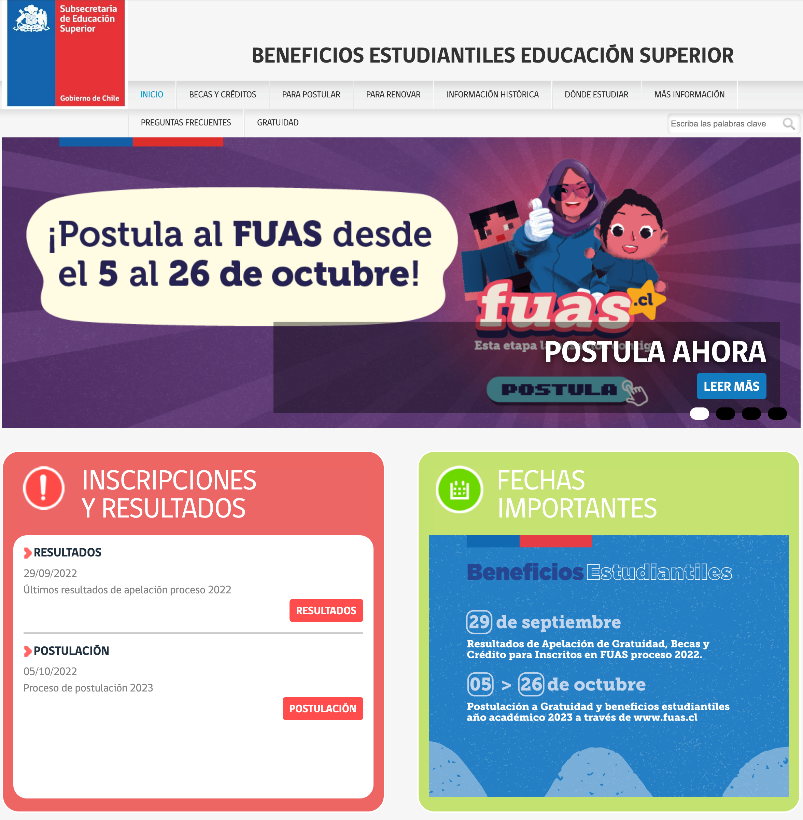 Subsecretaría
de Educación
Superior
Gobierno de Chile
BENEFICIOS ESTUDIANTILES EDUCACIÓN SUPERIOR
INICIO
BECAS Y CRÉDITOS
PARA POSTULAR
PARA RENOVAR
INFORMACIÓN HISTÓRICA
DÓNDE ESTUDIAR
MÁS INFORMACIÓN
PREGUNTAS FRECUENTES
GRATUIDAD
Escriba las palabras clave
¡Postula al FUAS desde
el 5 al 26 de octubre!
fuas.cl
Esta etapa
POSTULA AHORA
LEER MÁS
POSTULA
INSCRIPCIONES
Y RESULTADOS
RESULTADOS
29/09/2022
Últimos resultados de apelación proceso 2022
RESULTADOS
POSTULACIÓN
05/10/2022
Proceso de postulación 2023
POSTULACIÓN
FECHAS
IMPORTANTES
Beneficios Estudiantiles
29 de septiembre
Resultados de Apelación de Gratuidad, Becas y
Crédito para Inscritos en FUAS proceso 2022.
05 > 26 de octubre
Postulación a Gratuidad y beneficios estudiantiles
año académico 2023 a través de www.fuas.cl